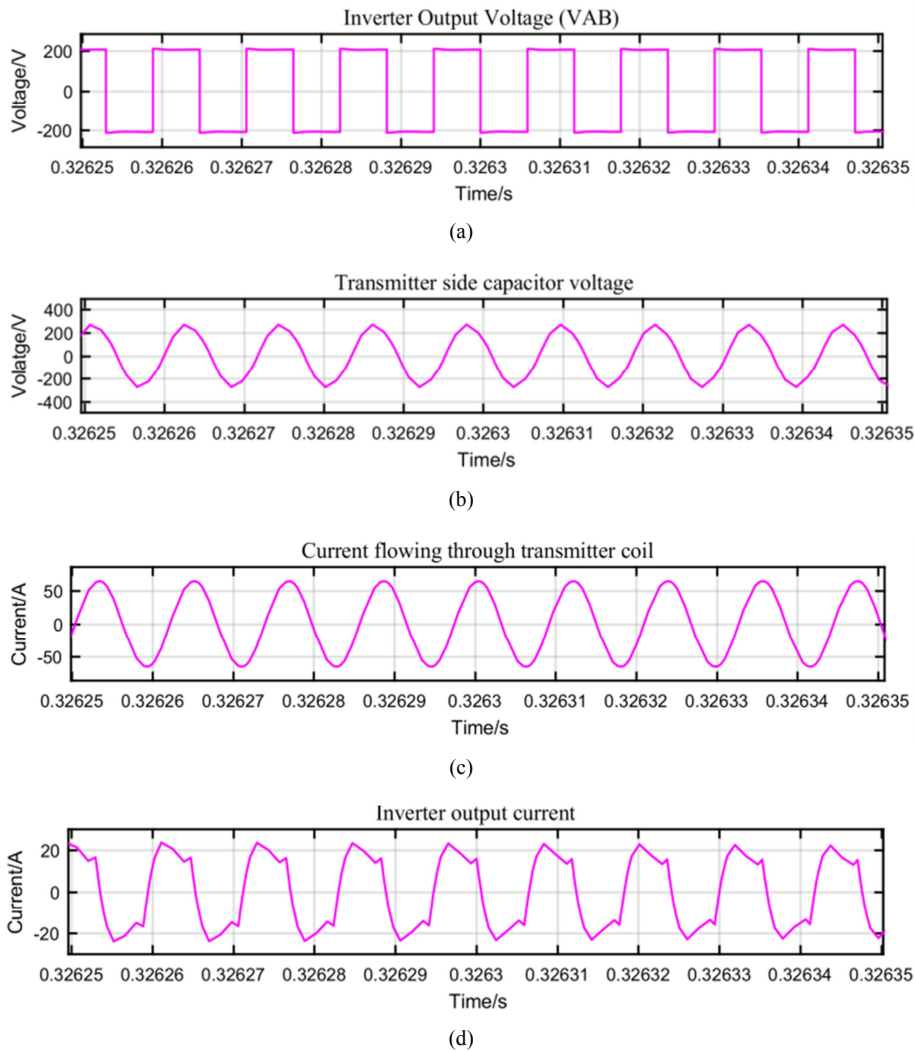 Inverter Output Voltage (VAB)
Voltage/V
200
0
-200
0.32625 0.32626 0.32627 0.32628 0.32629 0.3263 0.32631 0.32632 0.32633 0.32634 0.32635
Time/s
(a)
Transmitter side capacitor voltage
Volatge/V
400
200
0
-200
-400
0.32625 0.32626 0.32627 0.32628 0.32629 0.3263 0.32631 0.32632 0.32633 0.32634 0.32635
Time/s
(b)
Current flowing through transmitter coil
Current/A
50
0
-50
0.32625 0.32626 0.32627 0.32628 0.32629 0.3263 0.32631 0.32632 0.32633 0.32634 0.32635
Time/s
(c)
Inverter output current
Current/A
20
0
-20
0.32625 0.32626 0.32627 0.32628 0.32629 0.3263 0.32631 0.32632 0.32633 0.32634 0.32635
Time/s
(d)